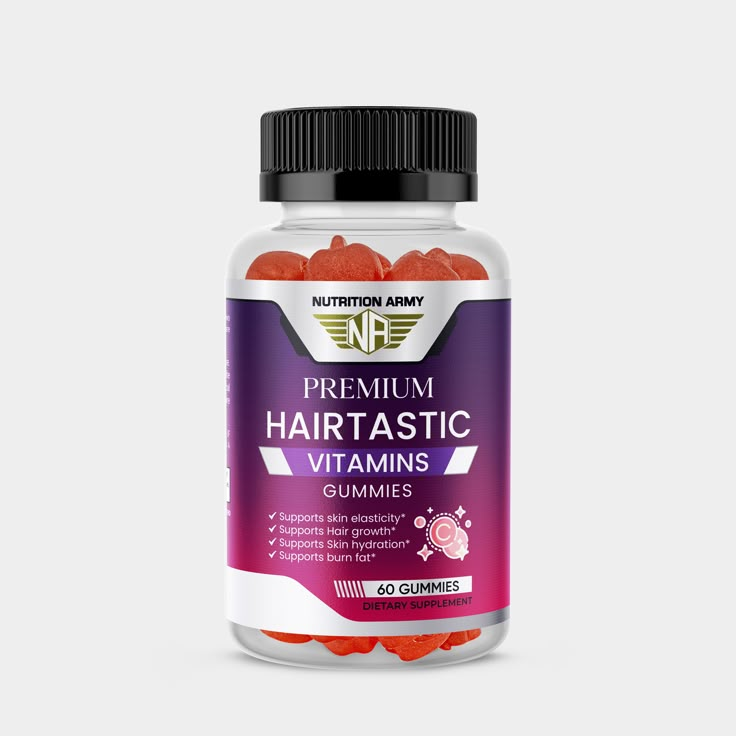 NUTRITION ARMY
NA
PREMIUM
HAIRTASTIC
VITAMINS
GUMMIES
✓ Supports skin elasticity*
✓ Supports Hair growth*
✓ Supports Skin hydration*
✓ Supports burn fat*
C
60 GUMMIES
DIETARY SUPPLEMENT